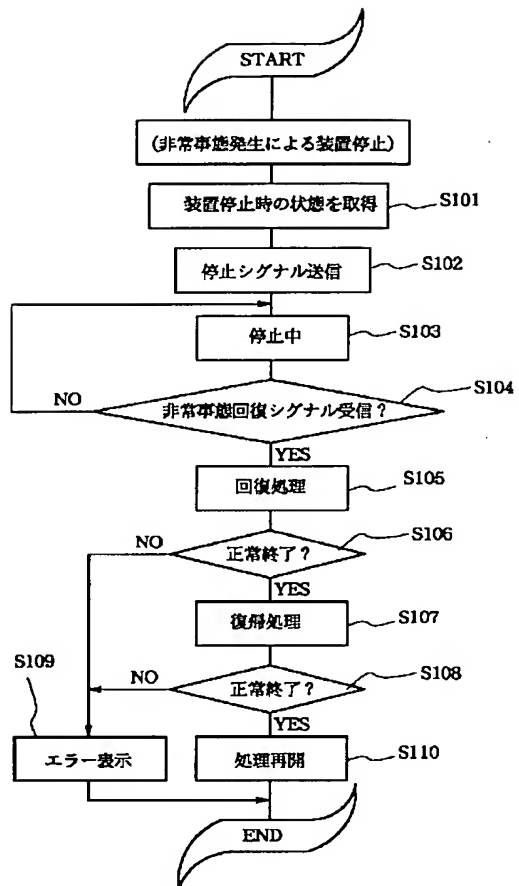 START
(非常事態発生による装置停止)
装置停止時の状態を取得
S101
停止シグナル送信
S102
停止中
S103
S104
NO
非常事態回復シグナル受信？
YES
回復処理
S105
NO
正常終了？
S106
YES
復帰処理
S107
S109
NO
正常終了？
S108
YES
エラー表示
処理再開
S110
END